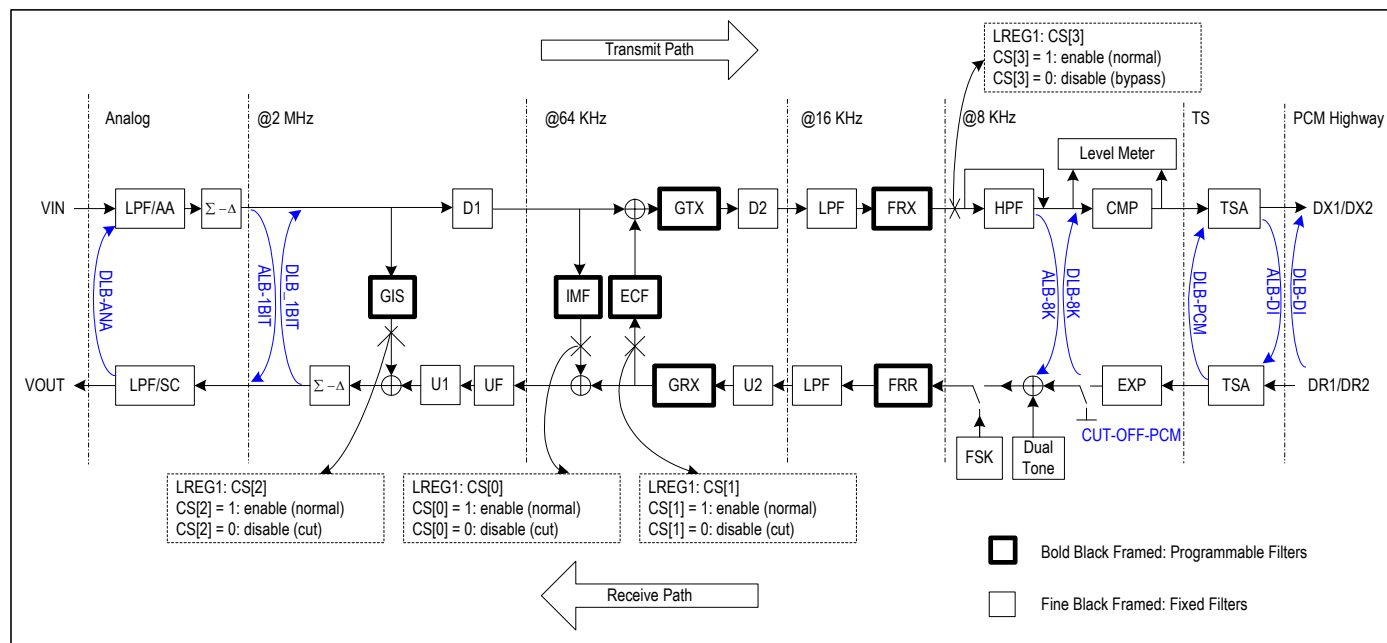 Transmit Path
LREG1: CS[3]
CS[3] = 1: enable (normal)
CS[3] = 0: disable (bypass)
Analog
@2 MHz
@64 KHz
@16 KHz
@8 KHz
TS
PCM Highway
Level Meter
VIN
LPF/AA
Σ−Δ
D1
GTX
D2
LPF
FRX
HPF
CMP
TSA
DX1/DX2
DLB-ANA
ALB-1BIT
DLB_1BIT
GIS
IMF
ECF
ALB-8K
DLB-8K
DLB-PCM
ALB-DI
DLB-DI
VOUT
LPF/SC
Σ−Δ
U1
UF
GRX
U2
LPF
FRR
EXP
TSA
DR1/DR2
CUT-OFF-PCM
FSK
Dual
Tone
LREG1: CS[2]
CS[2] = 1: enable (normal)
CS[2] = 0: disable (cut)
LREG1: CS[0]
CS[0] = 1: enable (normal)
CS[0] = 0: disable (cut)
LREG1: CS[1]
CS[1] = 1: enable (normal)
CS[1] = 0: disable (cut)
Bold Black Framed: Programmable Filters
Receive Path
Fine Black Framed: Fixed Filters